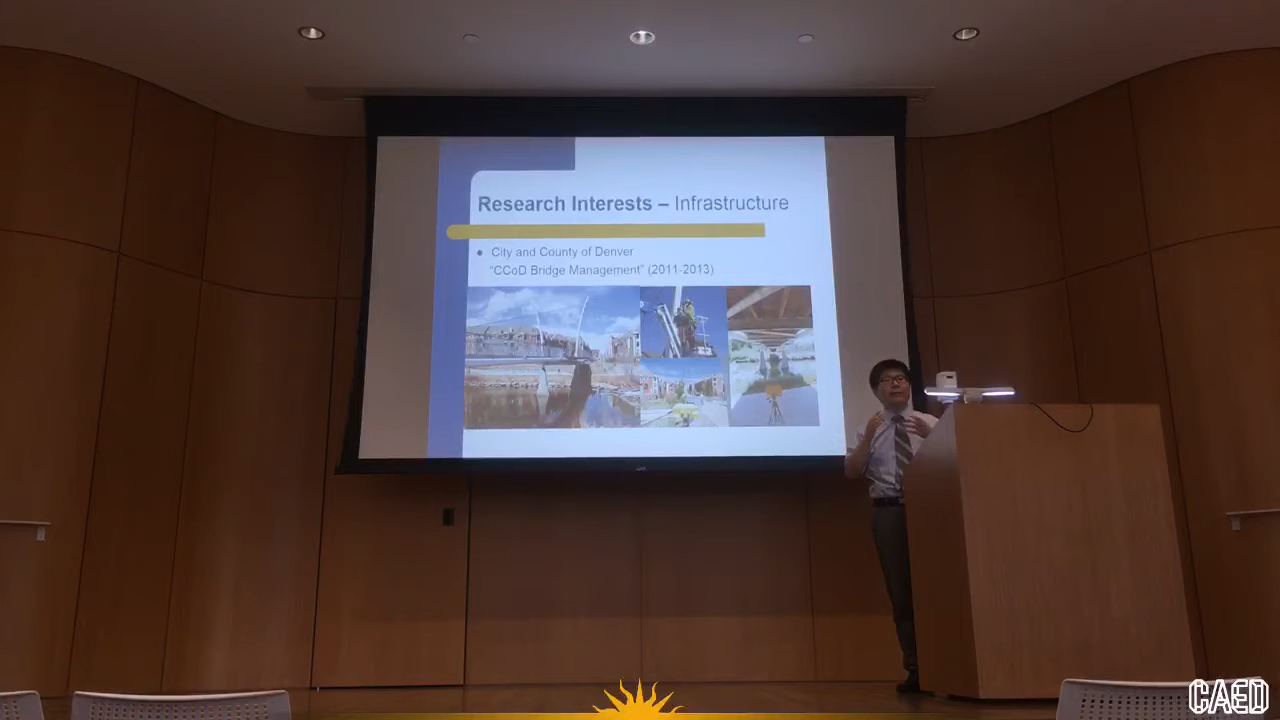 Research Interests – Infrastructure
City and County of Denver
"CCoD Bridge Management" (2011-2013)
CAED